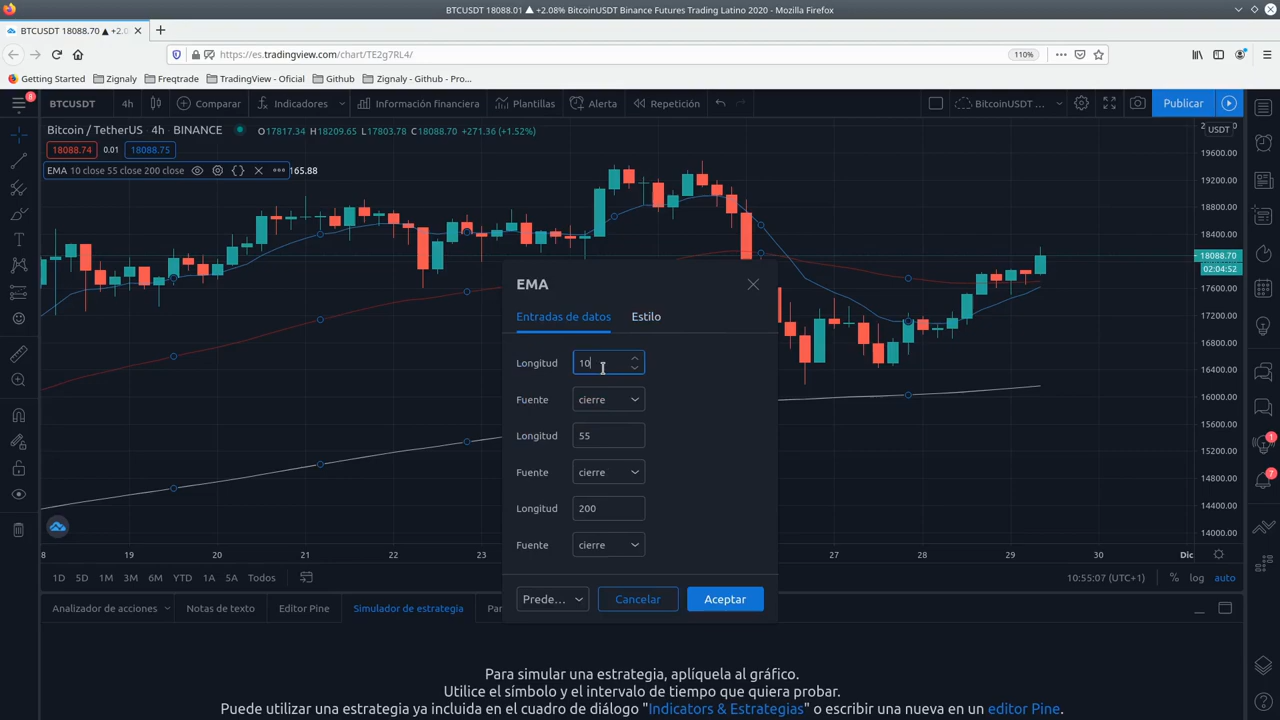 BTCUSDT 18088.01 ▲ +2.08% BitcoinUSDT Binance Futures Trading Latino 2020 - Mozilla Firefox
BTCUSDT 18088.70 ▲ +2.0
https://es.tradingview.com/chart/TE2g7RL4/
110%
Getting Started
Zignaly
Freqtrade
TradingView - Oficial
Github
Zignaly - Github - Pro...
8
BTCUSDT
4h
Comparar
Indicadores
Información financiera
Plantillas
Alerta
Repetición
BitcoinUSDT ...
Publicar
Bitcoin / TetherUS 4h BINANCE
O17817.34 H18209.65 L17803.78 C18088.70 +271.36 (+1.52%)
USDT
18088.74
0.01
18088.75
EMA 10 close 55 close 200 close
165.88
19600.00
19200.00
18800.00
18400.00
18088.70
02:04:52
17600.00
17200.00
16800.00
16400.00
16000.00
15600.00
15200.00
14800.00
14400.00
14000.00
1
7
EMA
Entradas de datos
Estilo
Longitud 10
Fuente cierre
Longitud 55
Fuente cierre
Longitud 200
Fuente cierre
Prede...
Cancelar
Aceptar
8 19 20 21 22 23 27 28 29 30 Dic
1D 5D 1M 3M 6M YTD 1A 5A Todos
10:55:07 (UTC+1)
%
log
auto
Analizador de acciones
Notas de texto
Editor Pine
Simulador de estrategia
Pan
Para simular una estrategia, aplíquela al gráfico.
Utilice el símbolo y el intervalo de tiempo que quiera probar.
Puede utilizar una estrategia ya incluida en el cuadro de diálogo "Indicators & Estrategias" o escribir una nueva en un editor Pine.